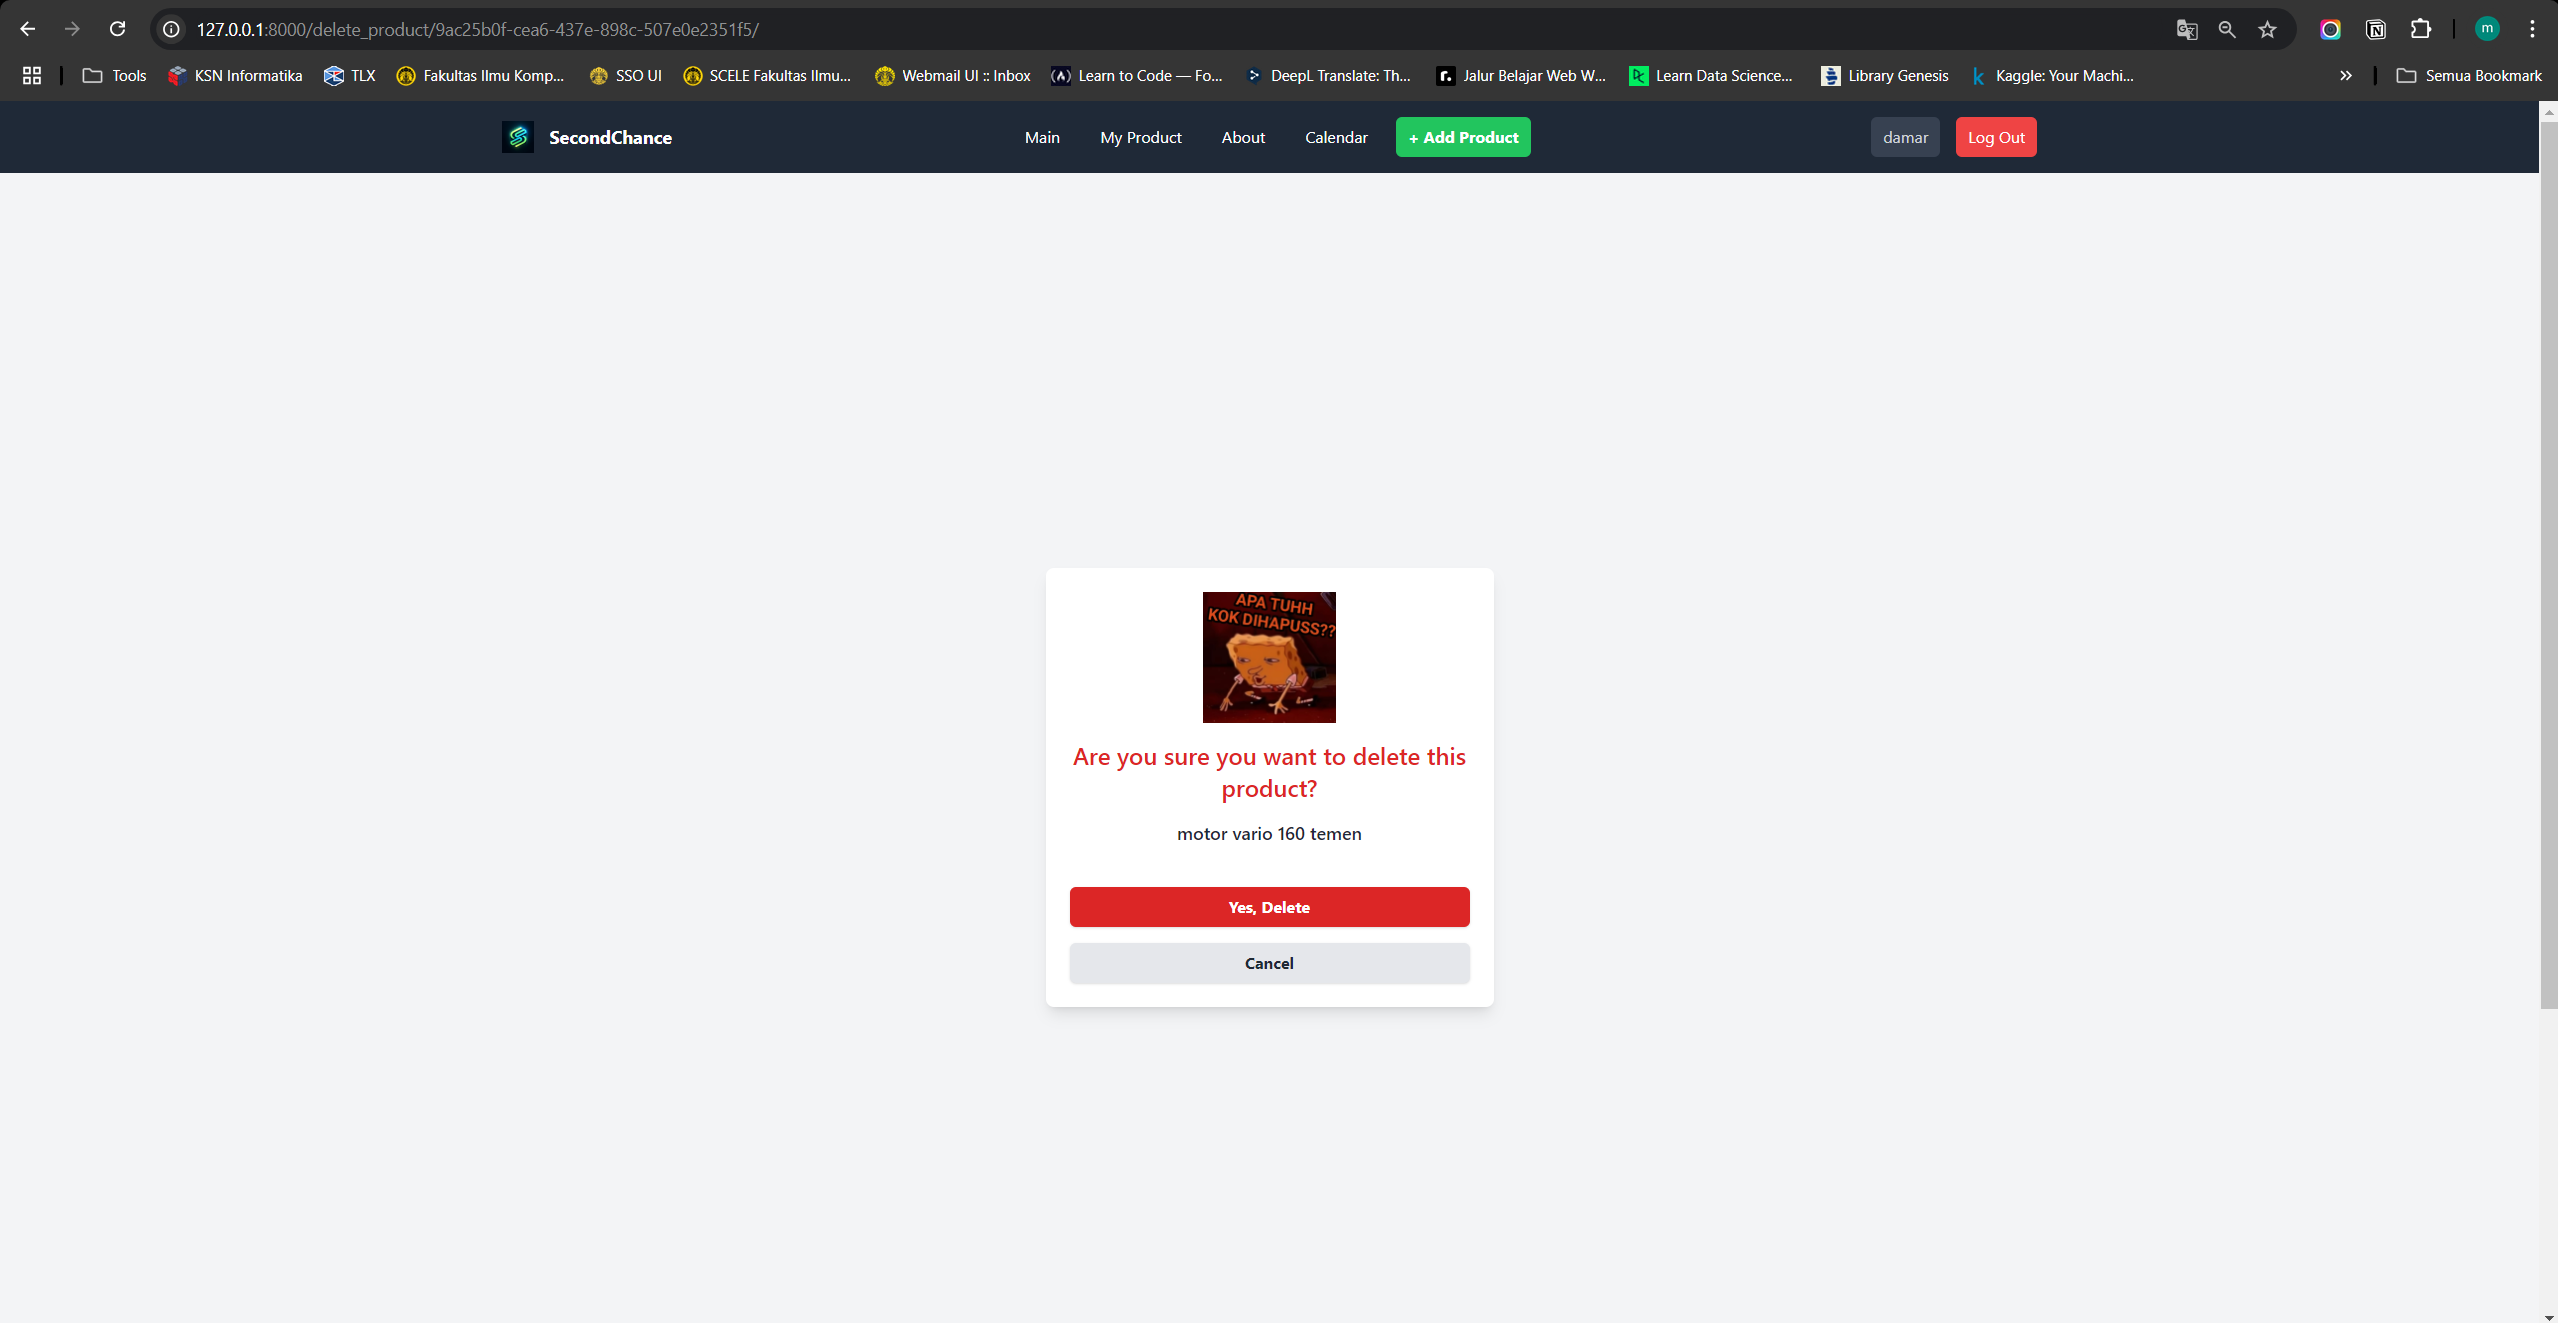 127.0.0.1:8000/delete_product/9ac25b0f-cea6-437e-898c-507e0e2351f5/
m
Tools
KSN Informatika
TLX
Fakultas Ilmu Komp...
SSO UI
SCELE Fakultas Ilmu...
Webmail UI :: Inbox
Learn to Code — Fo...
DeepL Translate: Th...
Jalur Belajar Web W...
Learn Data Science...
Library Genesis
Kaggle: Your Machi...
Semua Bookmark
SecondChance
Main
My Product
About
Calendar
+ Add Product
damar
Log Out
APA TUHH
KOK DIHAPUSS??
Are you sure you want to delete this
product?
motor vario 160 temen
Yes, Delete
Cancel